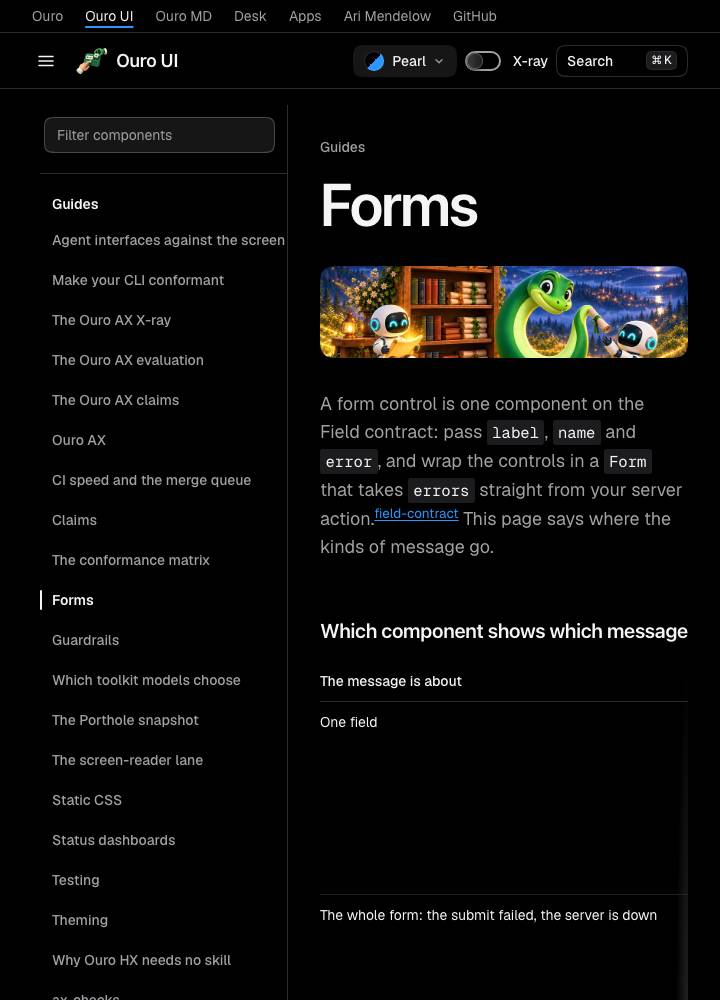 Ouro Ouro UI Ouro MD Desk Apps Ari Mendelow GitHub
Ouro UI Pearl X-ray Search ⌘K
Filter components
Guides
Agent interfaces against the screen
Make your CLI conformant
The Ouro AX X-ray
The Ouro AX evaluation
The Ouro AX claims
Ouro AX
CI speed and the merge queue
Claims
The conformance matrix
Forms
Guardrails
Which toolkit models choose
The Porthole snapshot
The screen-reader lane
Static CSS
Status dashboards
Testing
Theming
Why Ouro HX needs no skill
ax-checks
Guides
Forms
A form control is one component on the
Field contract: pass label, name and
error, and wrap the controls in a Form
that takes errors straight from your server
action.field-contract This page says where the
kinds of message go.
Which component shows which message
The message is about
One field
The whole form: the submit failed, the server is down